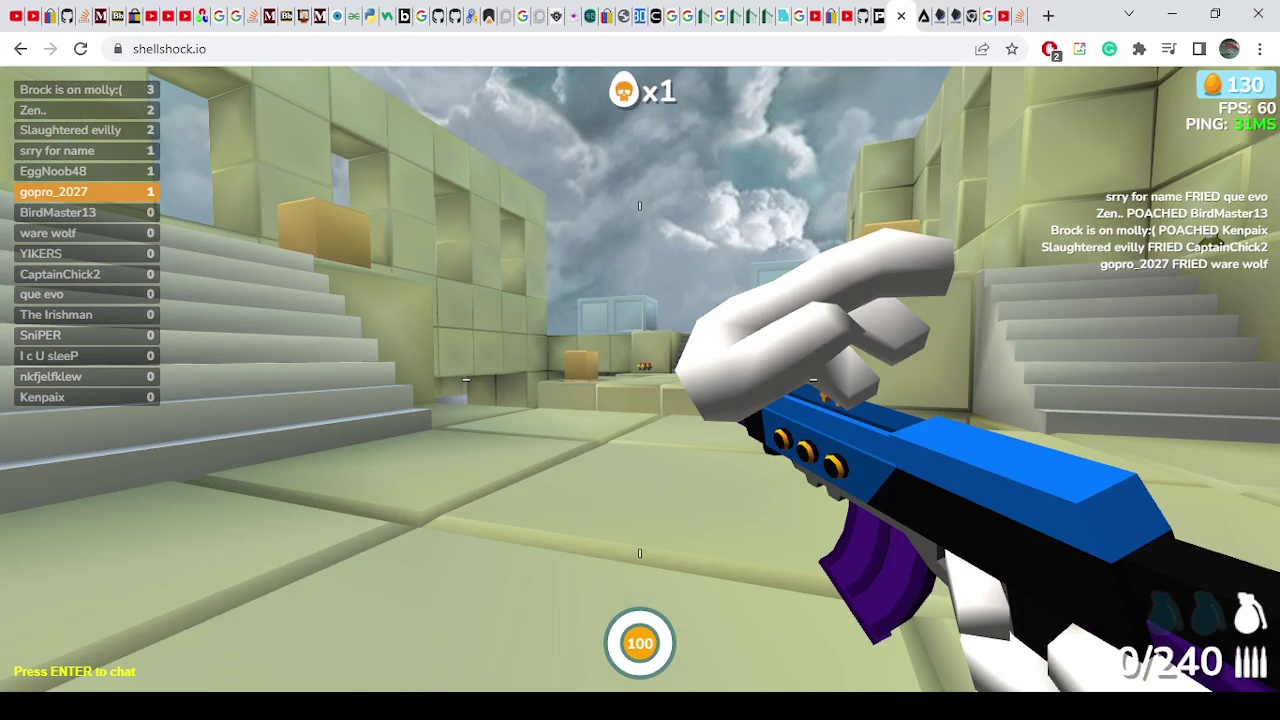 shellshock.io
2
Brock is on molly:( 3
Zen.. 2
Slaughtered evilly 2
srry for name 1
EggNoob48 1
gopro_2027 1
BirdMaster13 0
ware wolf 0
YIKERS 0
CaptainChick2 0
que evo 0
The Irishman 0
SniPER 0
I c U sleeP 0
nkfjelfklew 0
Kenpaix 0
x1
130
FPS: 60
PING: 31MS
srry for name FRIED que evo
Zen.. POACHED BirdMaster13
Brock is on molly:( POACHED Kenpaix
Slaughtered evilly FRIED CaptainChick2
gopro_2027 FRIED ware wolf
100
Press ENTER to chat
0/240